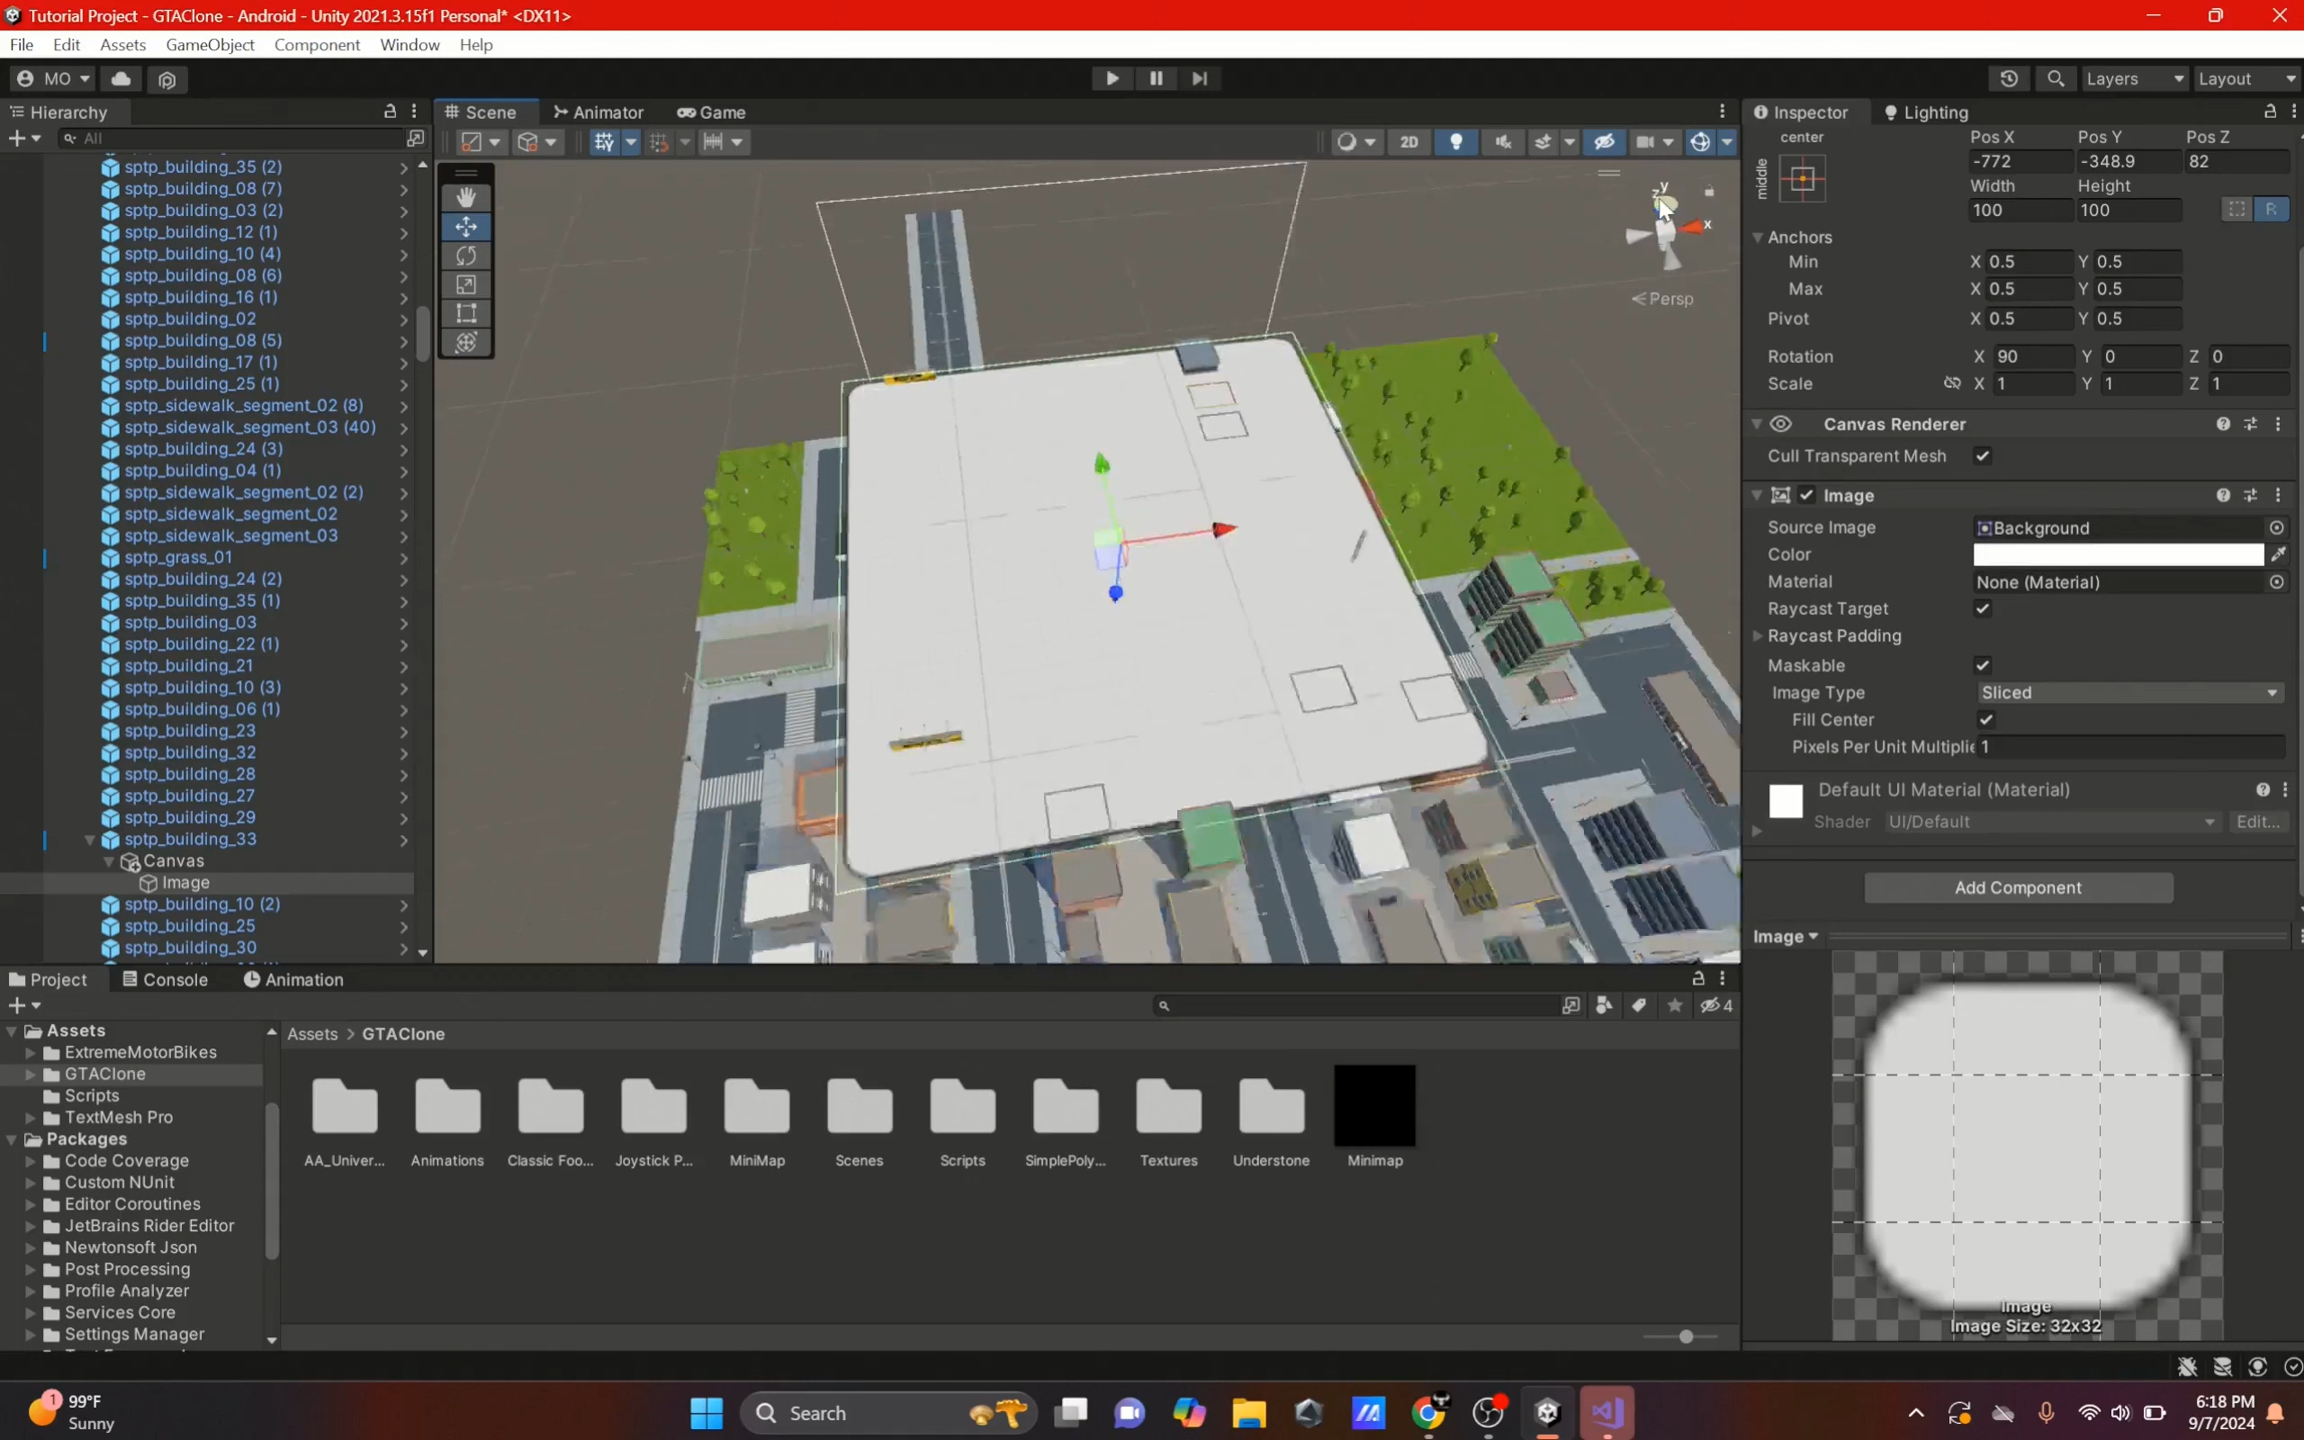 Tutorial Project - GTAClone - Android - Unity 2021.3.15f1 Personal* <DX11>
File Edit Assets GameObject Component Window Help
MO Layers Layout
Hierarchy
All
sptp_building_35 (2)
sptp_building_08 (7)
sptp_building_03 (2)
sptp_building_12 (1)
sptp_building_10 (4)
sptp_building_08 (6)
sptp_building_16 (1)
sptp_building_02
sptp_building_08 (5)
sptp_building_17 (1)
sptp_building_25 (1)
sptp_sidewalk_segment_02 (8)
sptp_sidewalk_segment_03 (40)
sptp_building_24 (3)
sptp_building_04 (1)
sptp_sidewalk_segment_02 (2)
sptp_sidewalk_segment_02
sptp_sidewalk_segment_03
sptp_grass_01
sptp_building_24 (2)
sptp_building_35 (1)
sptp_building_03
sptp_building_22 (1)
sptp_building_21
sptp_building_10 (3)
sptp_building_06 (1)
sptp_building_23
sptp_building_32
sptp_building_28
sptp_building_27
sptp_building_29
sptp_building_33
Canvas
Image
sptp_building_10 (2)
sptp_building_25
sptp_building_30
Scene Animator Game
2D
y
z
x
Persp
Inspector Lighting
center Pos X Pos Y Pos Z
middle -772 -348.9 82
Width Height
100 100 R
Anchors
Min X 0.5 Y 0.5
Max X 0.5 Y 0.5
Pivot X 0.5 Y 0.5
Rotation X 90 Y 0 Z 0
Scale X 1 Y 1 Z 1
Canvas Renderer
Cull Transparent Mesh
Image
Source Image Background
Color
Material None (Material)
Raycast Target
Raycast Padding
Maskable
Image Type Sliced
Fill Center
Pixels Per Unit Multiplie 1
Default UI Material (Material)
Shader UI/Default Edit...
Add Component
Image
Image
Image Size: 32x32
Project Console Animation
4
Assets
ExtremeMotorBikes
GTAClone
Scripts
TextMesh Pro
Packages
Code Coverage
Custom NUnit
Editor Coroutines
JetBrains Rider Editor
Newtonsoft Json
Post Processing
Profile Analyzer
Services Core
Settings Manager
Assets > GTAClone
AA_Univer... Animations Classic Foo... Joystick P... MiniMap Scenes Scripts SimplePoly... Textures Understone Minimap
1 99°F
Sunny
Search
6:18 PM
9/7/2024